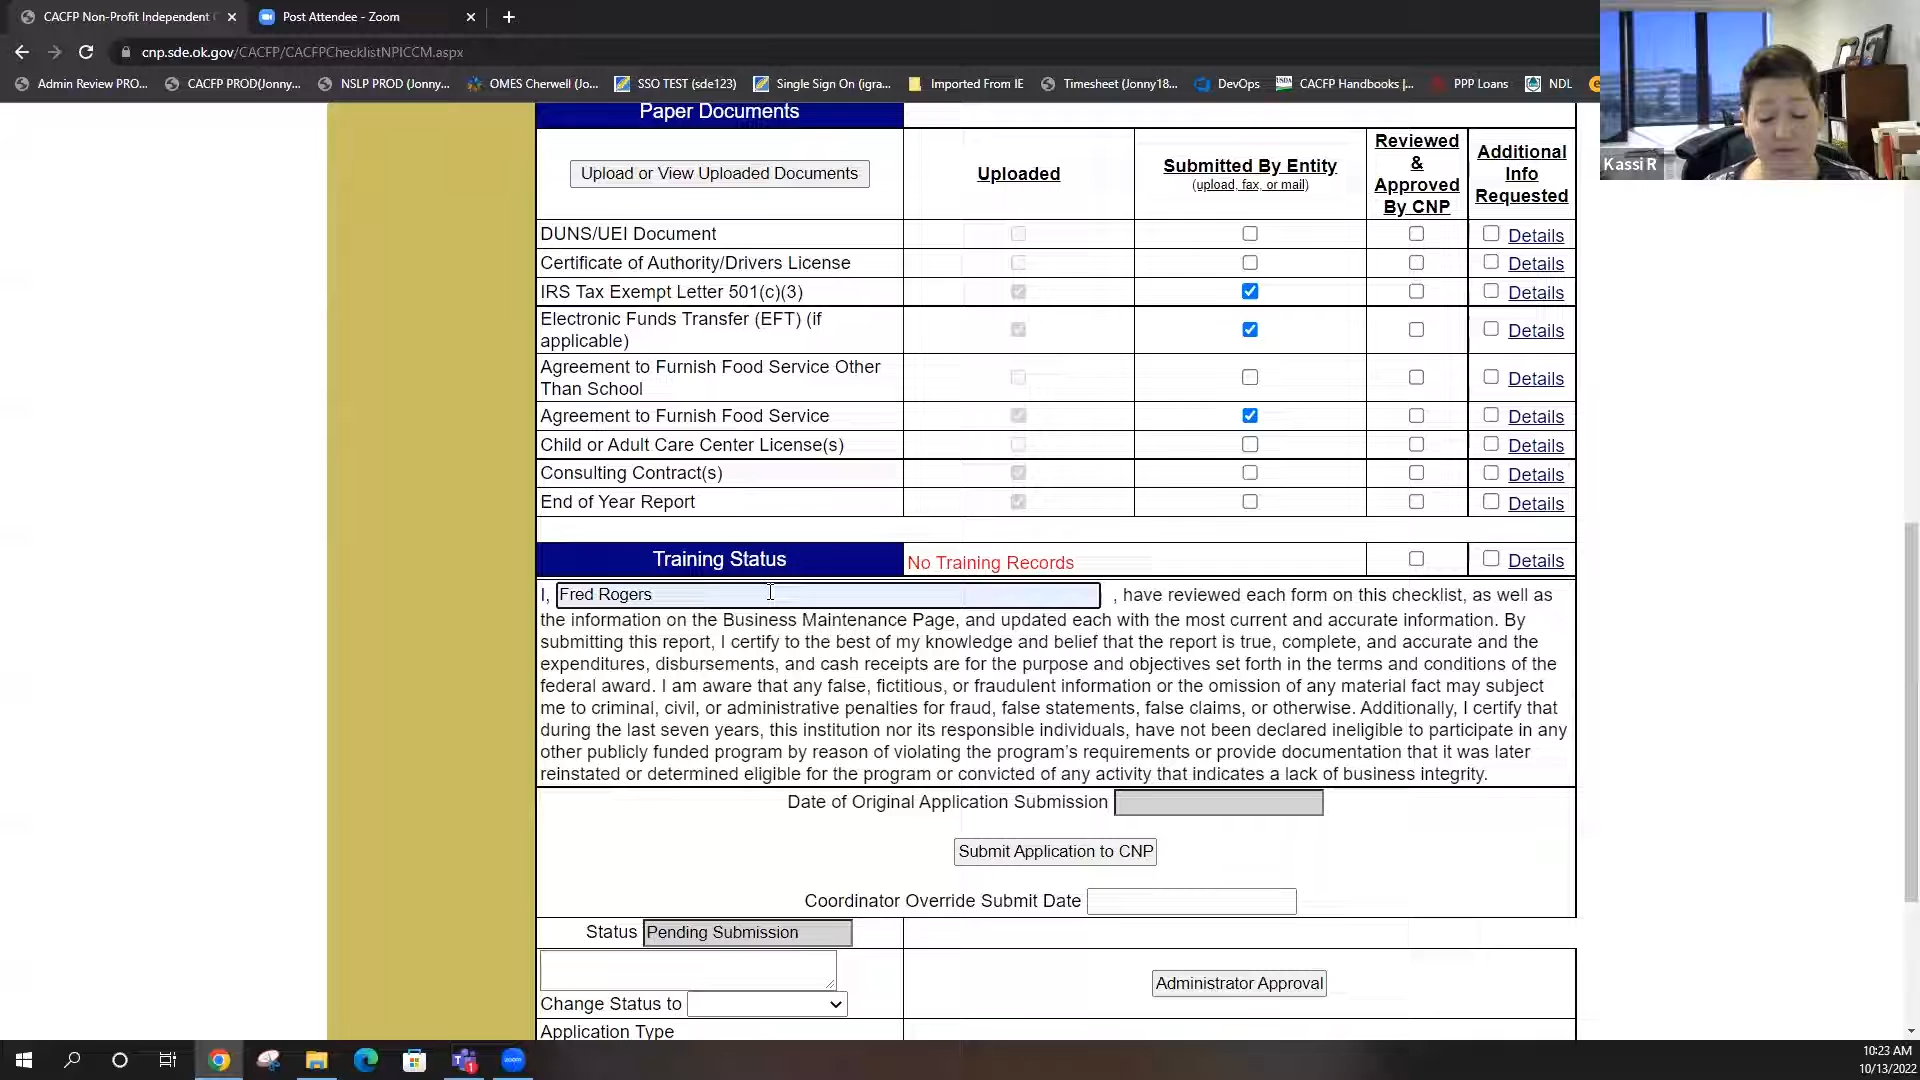 CACFP Non-Profit Independent
Post Attendee - Zoom
cnp.sde.ok.gov/CACFP/CACFPChecklistNPICCM.aspx
Admin Review PRO...
CACFP PROD(Jonny...
NSLP PROD (Jonny...
OMES Cherwell (Jo...
SSO TEST (sde123)
Single Sign On (igra...
Imported From IE
Timesheet (Jonny18...
DevOps
CACFP Handbooks |...
PPP Loans
NDL
Kassi R
Paper Documents
Upload or View Uploaded Documents
Uploaded
Submitted By Entity
(upload, fax, or mail)
Reviewed
&
Approved
By CNP
Additional
Info
Requested
DUNS/UEI Document
Details
Certificate of Authority/Drivers License
Details
IRS Tax Exempt Letter 501(c)(3)
Details
Electronic Funds Transfer (EFT) (if
applicable)
Details
Agreement to Furnish Food Service Other
Than School
Details
Agreement to Furnish Food Service
Details
Child or Adult Care Center License(s)
Details
Consulting Contract(s)
Details
End of Year Report
Details
Training Status
No Training Records
Details
I, Fred Rogers , have reviewed each form on this checklist, as well as
the information on the Business Maintenance Page, and updated each with the most current and accurate information. By
submitting this report, I certify to the best of my knowledge and belief that the report is true, complete, and accurate and the
expenditures, disbursements, and cash receipts are for the purpose and objectives set forth in the terms and conditions of the
federal award. I am aware that any false, fictitious, or fraudulent information or the omission of any material fact may subject
me to criminal, civil, or administrative penalties for fraud, false statements, false claims, or otherwise. Additionally, I certify that
during the last seven years, this institution nor its responsible individuals, have not been declared ineligible to participate in any
other publicly funded program by reason of violating the program's requirements or provide documentation that it was later
reinstated or determined eligible for the program or convicted of any activity that indicates a lack of business integrity.
Date of Original Application Submission
Submit Application to CNP
Coordinator Override Submit Date
Status Pending Submission
Administrator Approval
Change Status to
Application Type
10:23 AM
10/13/2022